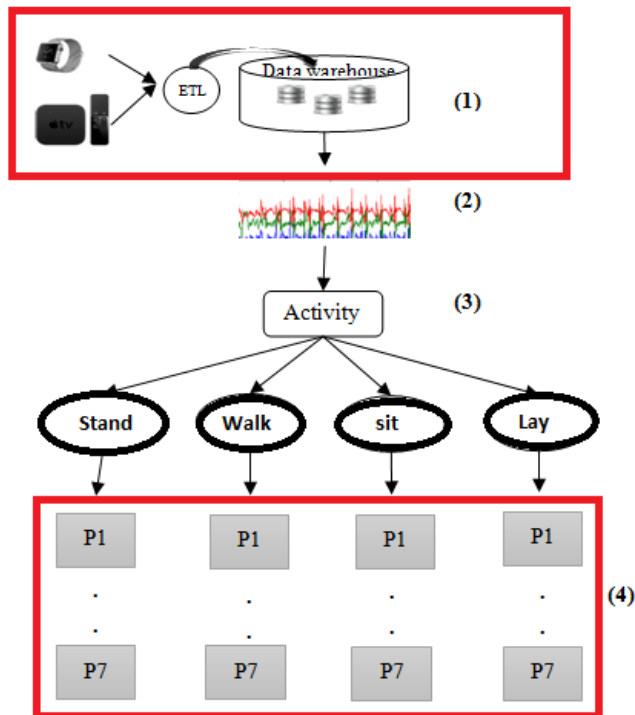 Data warehouse
ETL
tv
(1)
(2)
Activity
(3)
Stand Walk sit Lay
P1 P1 P1 P1
. . . .
(4)
. . . .
P7 P7 P7 P7